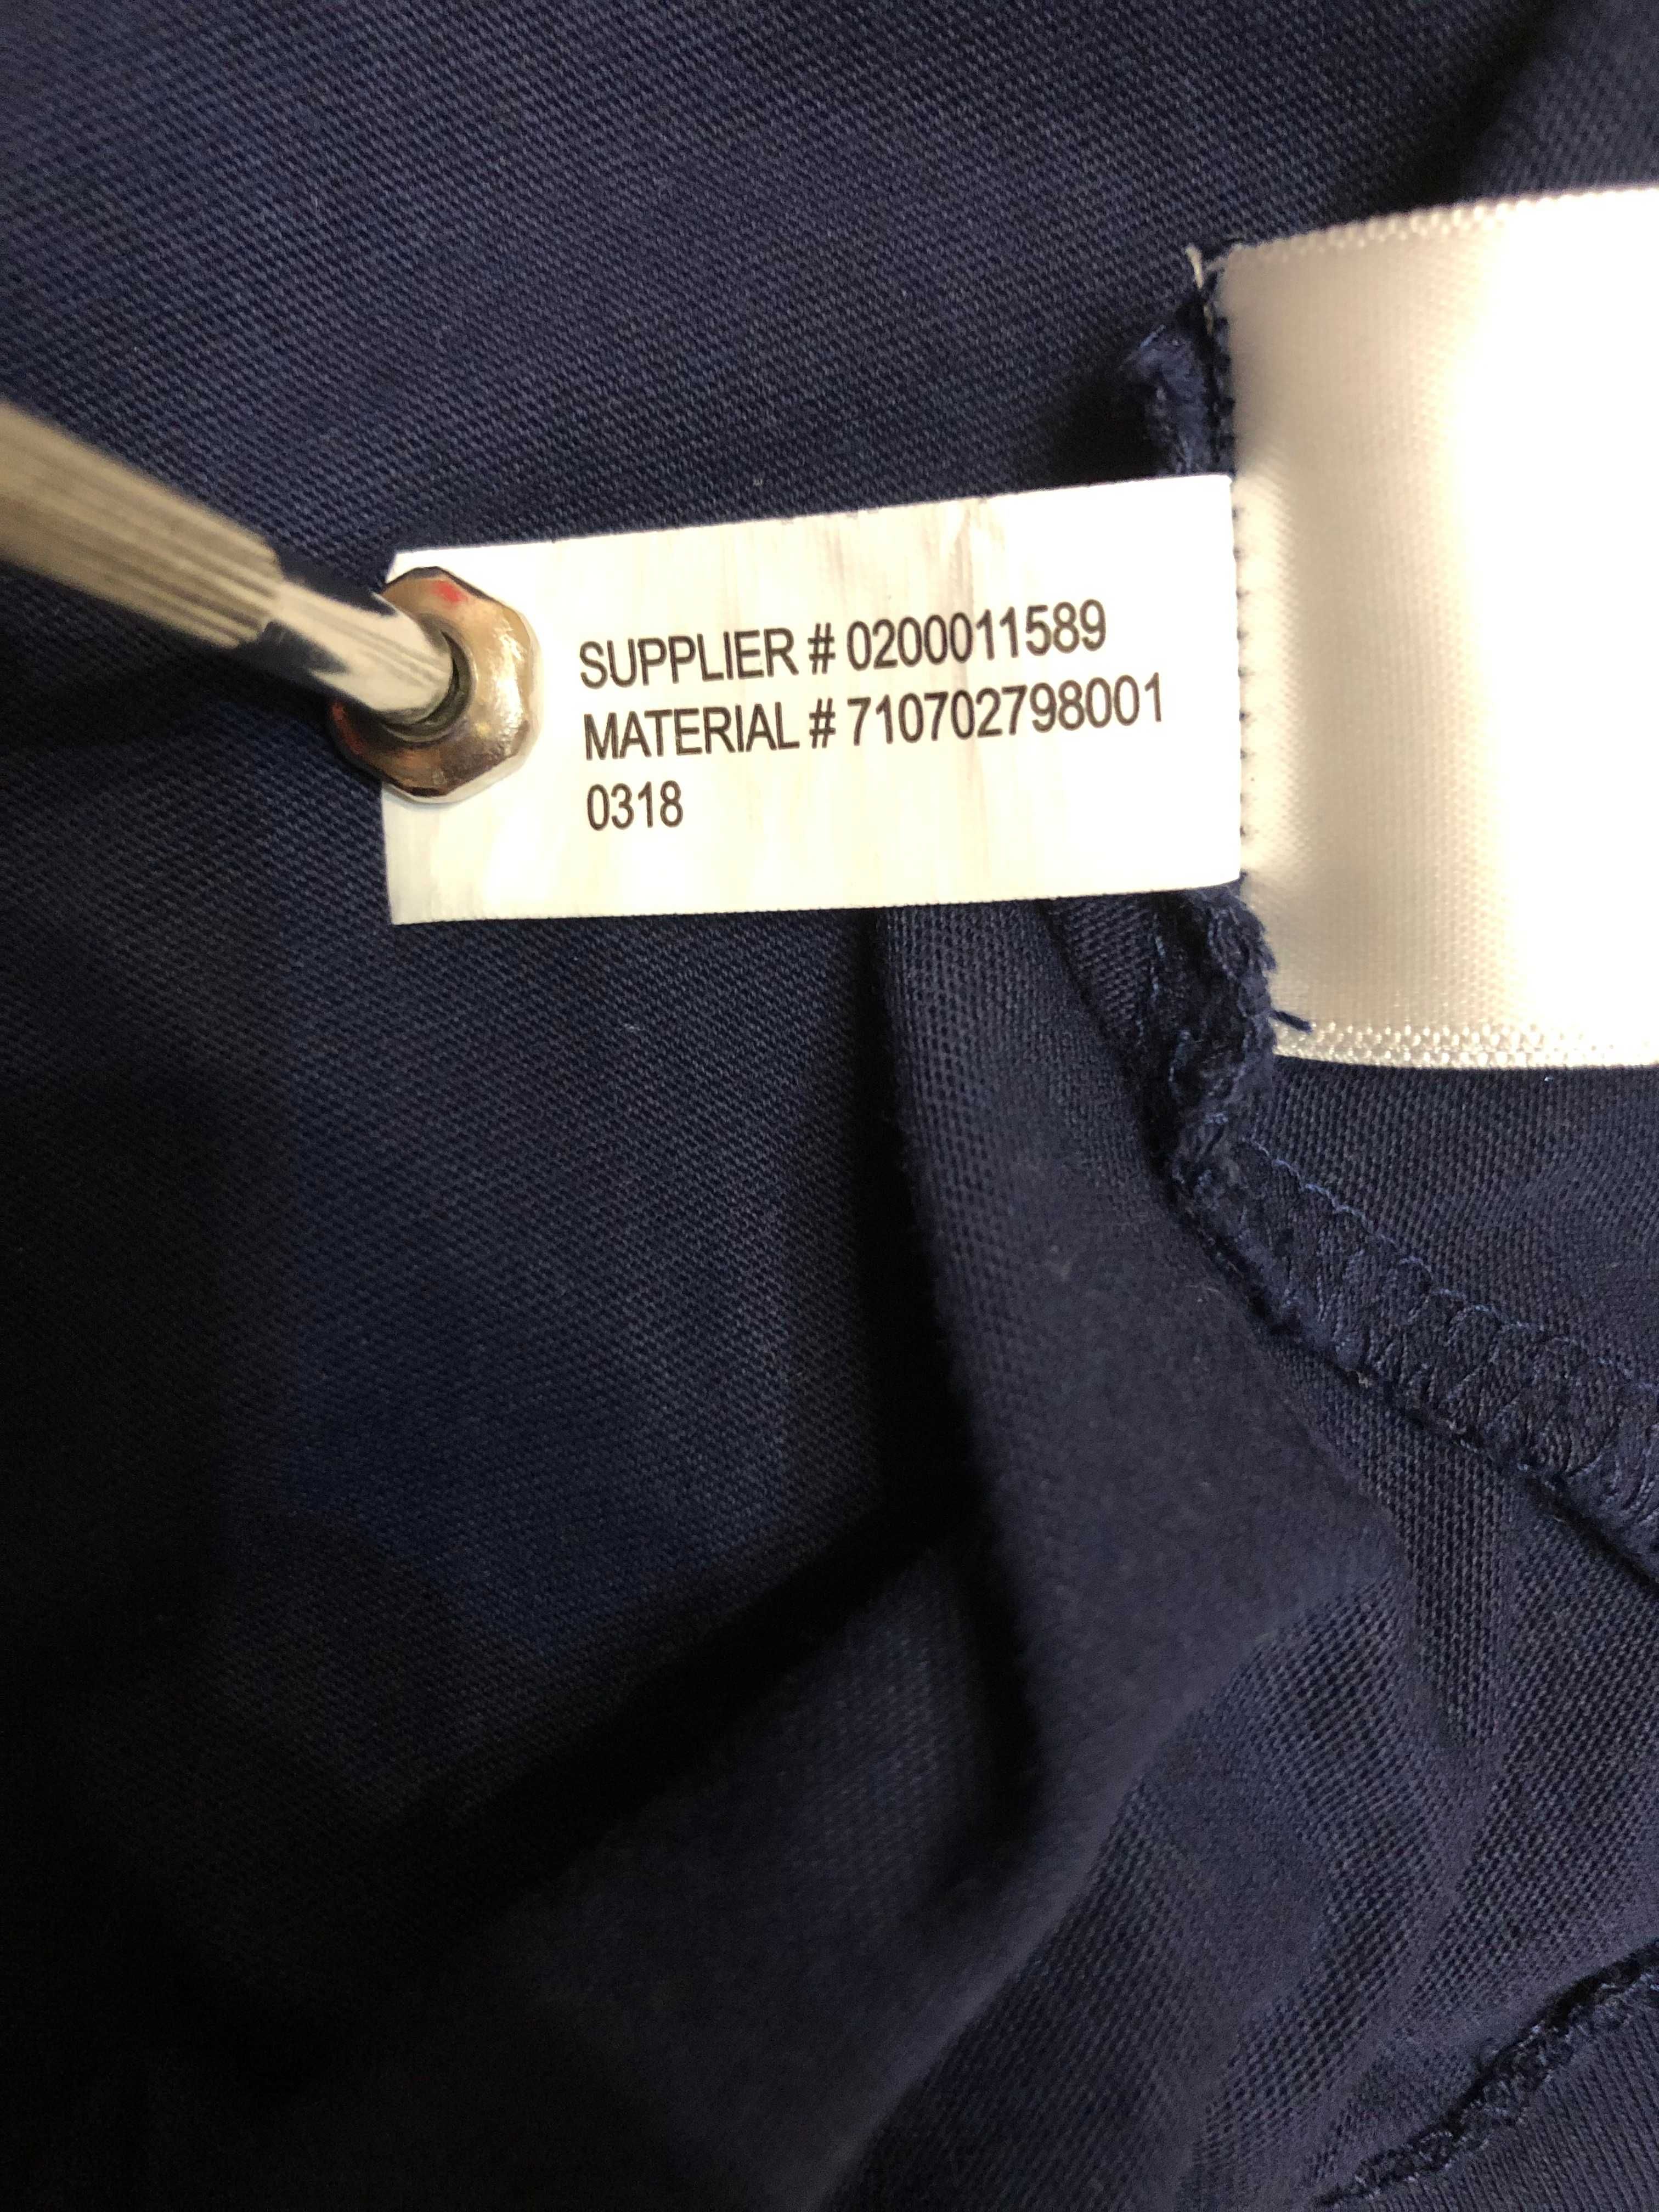 SUPPLIER # 0200011589
MATERIAL # 710702798001
0318